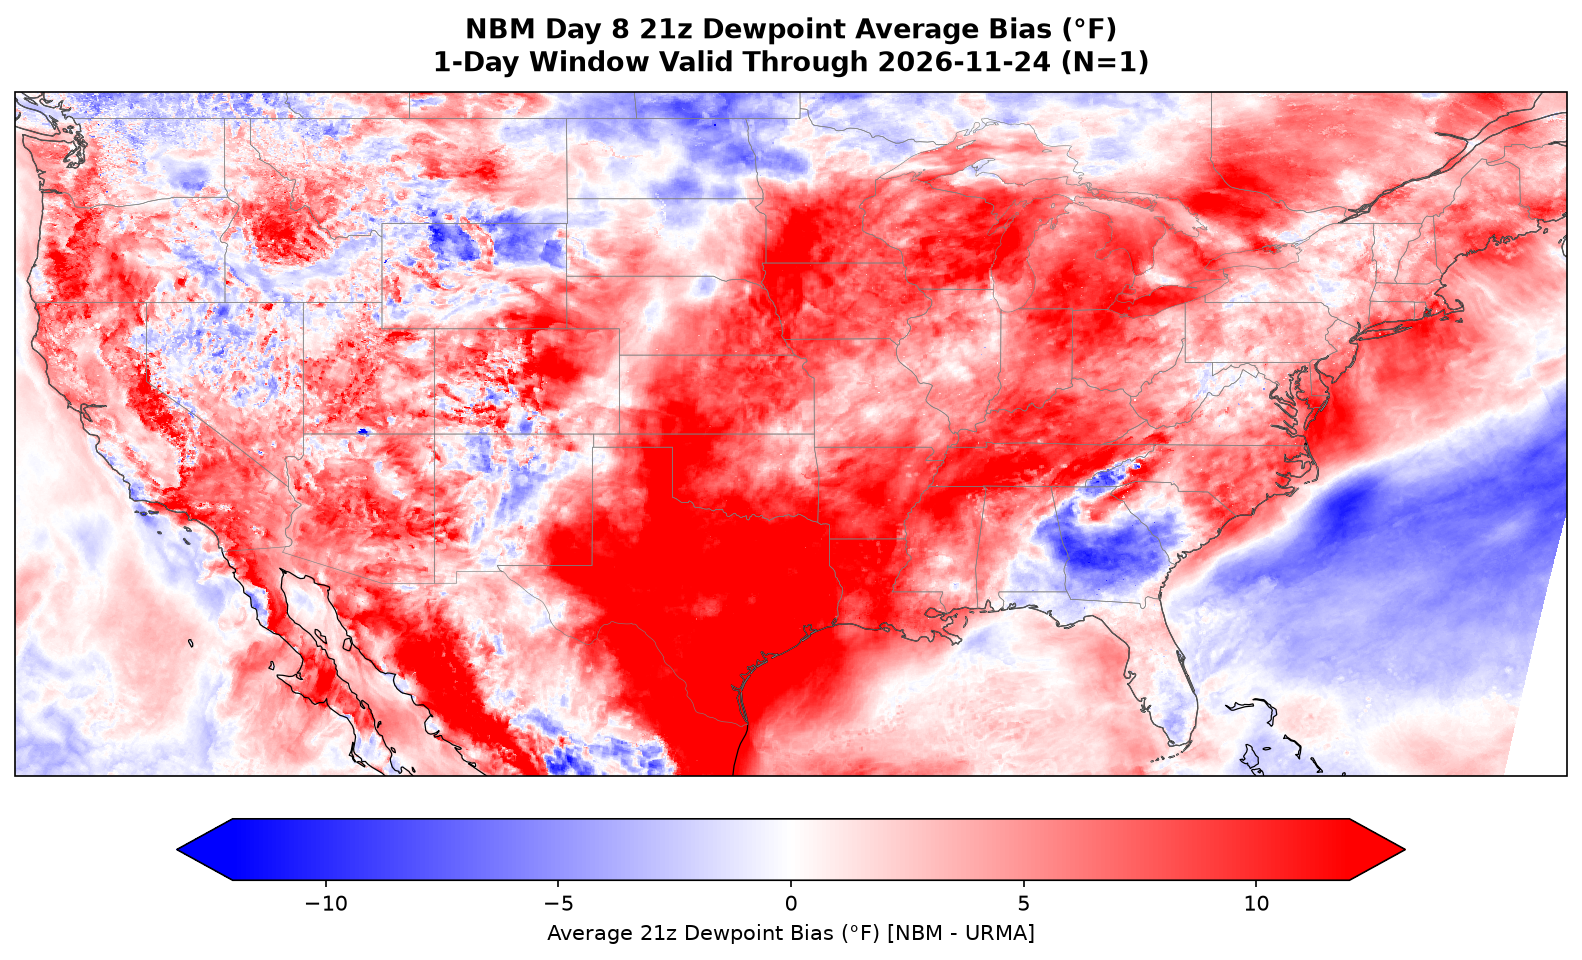 NBM Day 8 21z Dewpoint Average Bias (°F)
1-Day Window Valid Through 2026-11-24 (N=1)
−10 −5 0 5 10
Average 21z Dewpoint Bias (°F) [NBM - URMA]